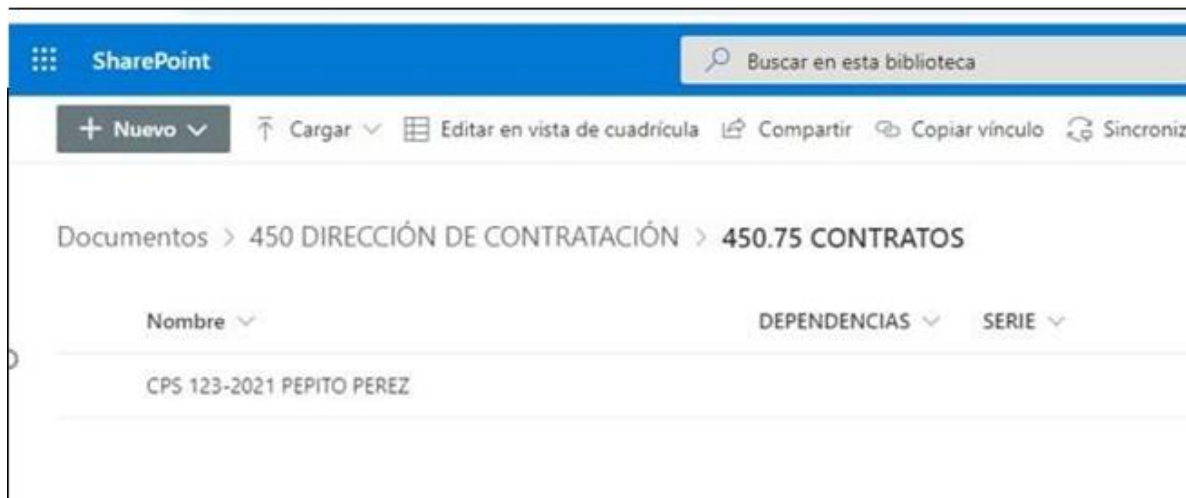 SharePoint
Buscar en esta biblioteca
Nuevo
Cargar
Editar en vista de cuadrícula
Compartir
Copiar vínculo
Sincroniz
Documentos > 450 DIRECCIÓN DE CONTRATACIÓN > 450.75 CONTRATOS
Nombre
DEPENDENCIAS
SERIE
CPS 123-2021 PEPITO PEREZ